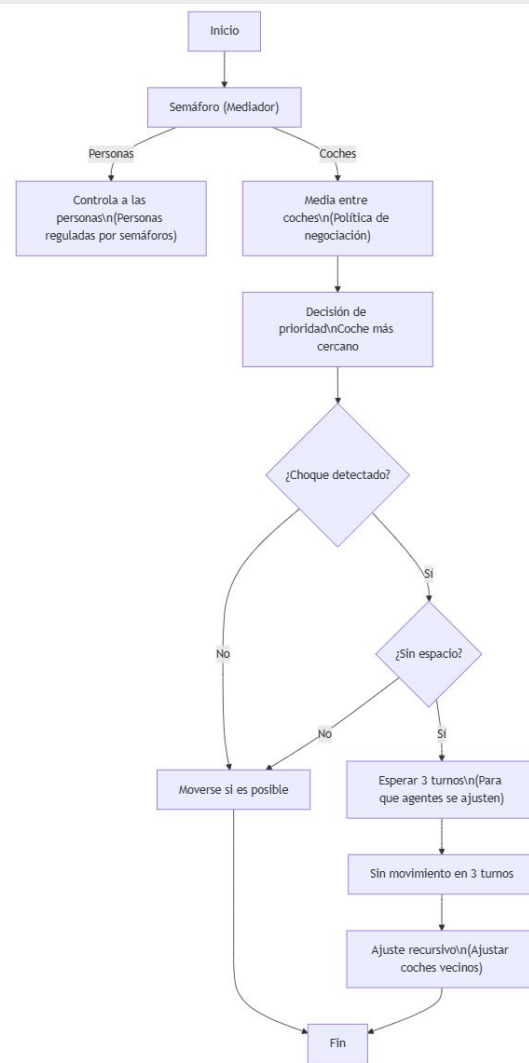 Inicio
Semáforo (Mediador)
Personas
Coches
Controla a las
personas\n(Personas
reguladas por semáforos)
Media entre
coches\n(Política de
negociación)
Decisión de
prioridad\nCoche más
cercano
¿Choque detectado?
Sí
No
¿Sin espacio?
No
Sí
Moverse si es posible
Esperar 3 turnos\n(Para
que agentes se ajusten)
Sin movimiento en 3 turnos
Ajuste recursivo\n(Ajustar
coches vecinos)
Fin